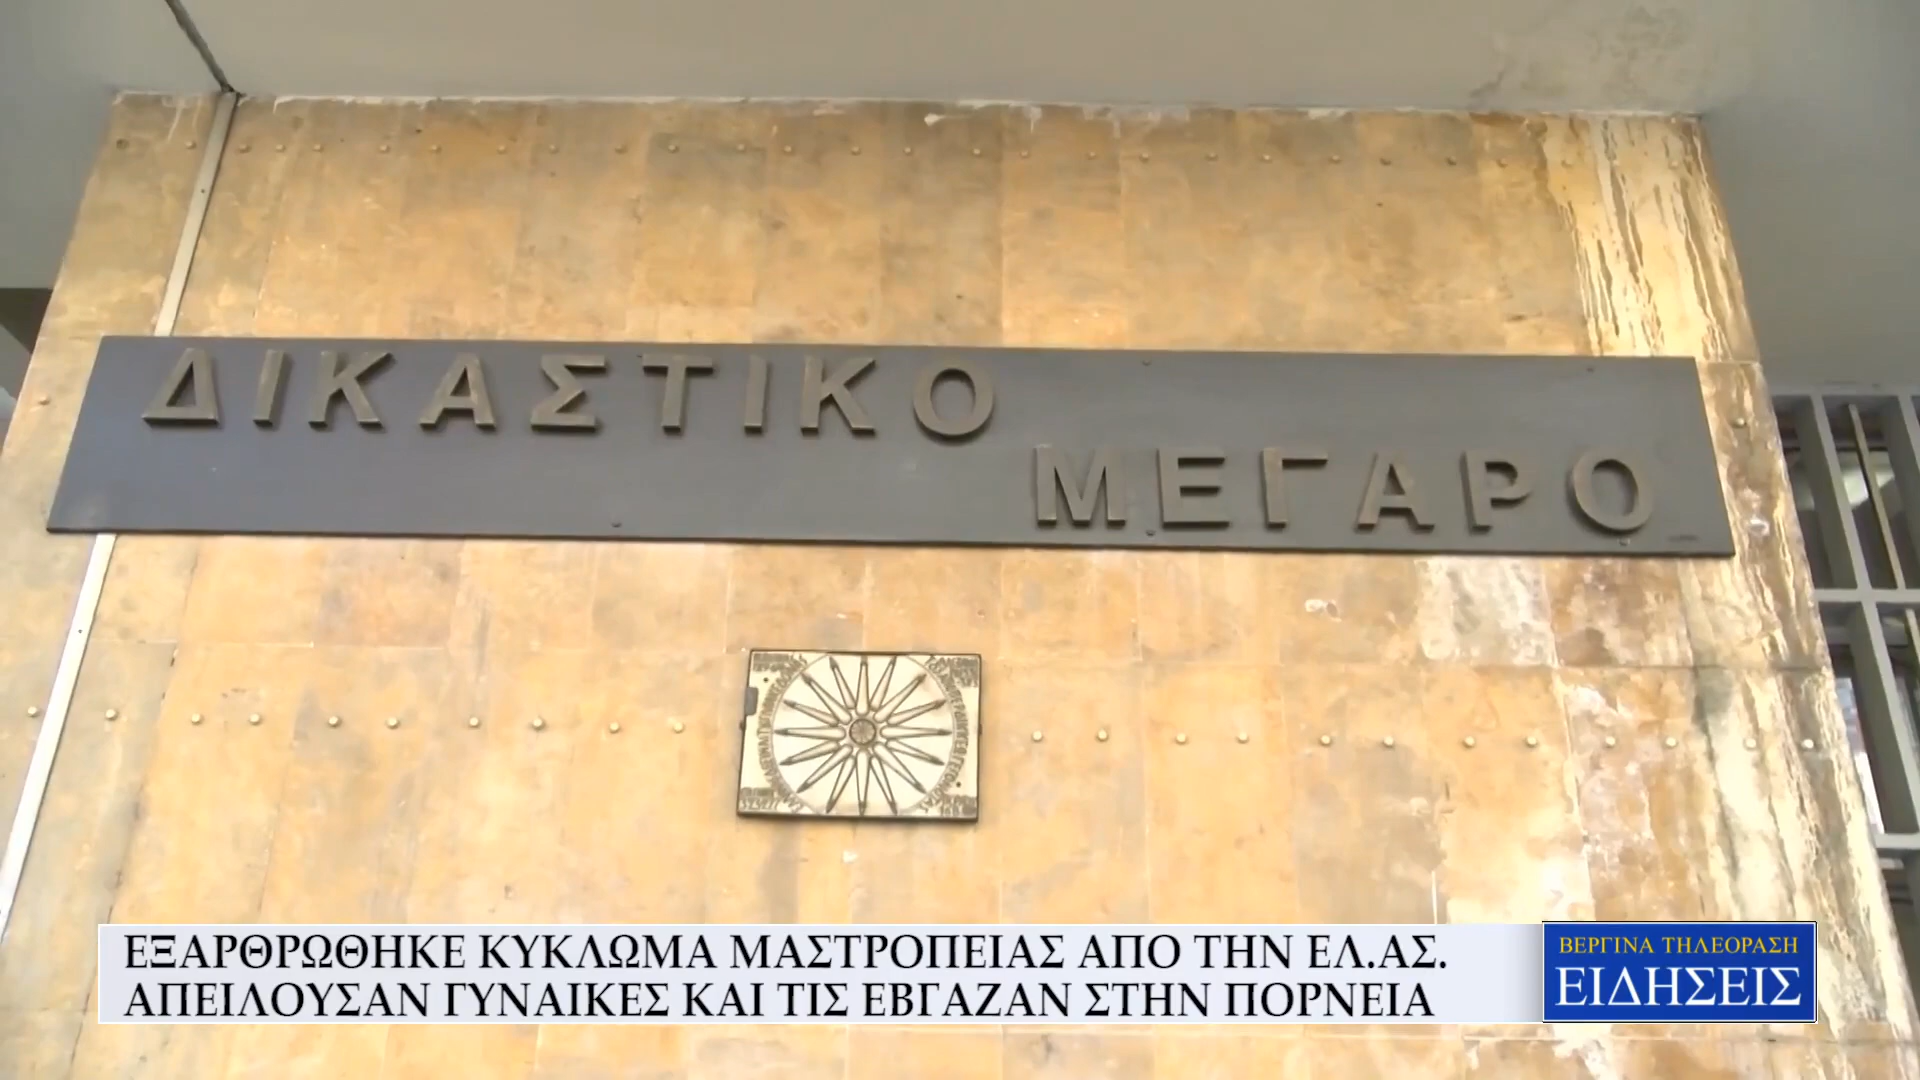 ΔΙΚΑΣΤΙΚΟ
ΜΕΓΑΡΟ
ΕΞΑΡΘΡΩΘΗΚΕ ΚΥΚΛΩΜΑ ΜΑΣΤΡΟΠΕΙΑΣ ΑΠΟ ΤΗΝ ΕΛ.ΑΣ.
ΑΠΕΙΛΟΥΣΑΝ ΓΥΝΑΙΚΕΣ ΚΑΙ ΤΙΣ ΕΒΓΑΖΑΝ ΣΤΗΝ ΠΟΡΝΕΙΑ
ΒΕΡΓΙΝΑ ΤΗΛΕΟΡΑΣΗ
ΕΙΔΗΣΕΙΣ